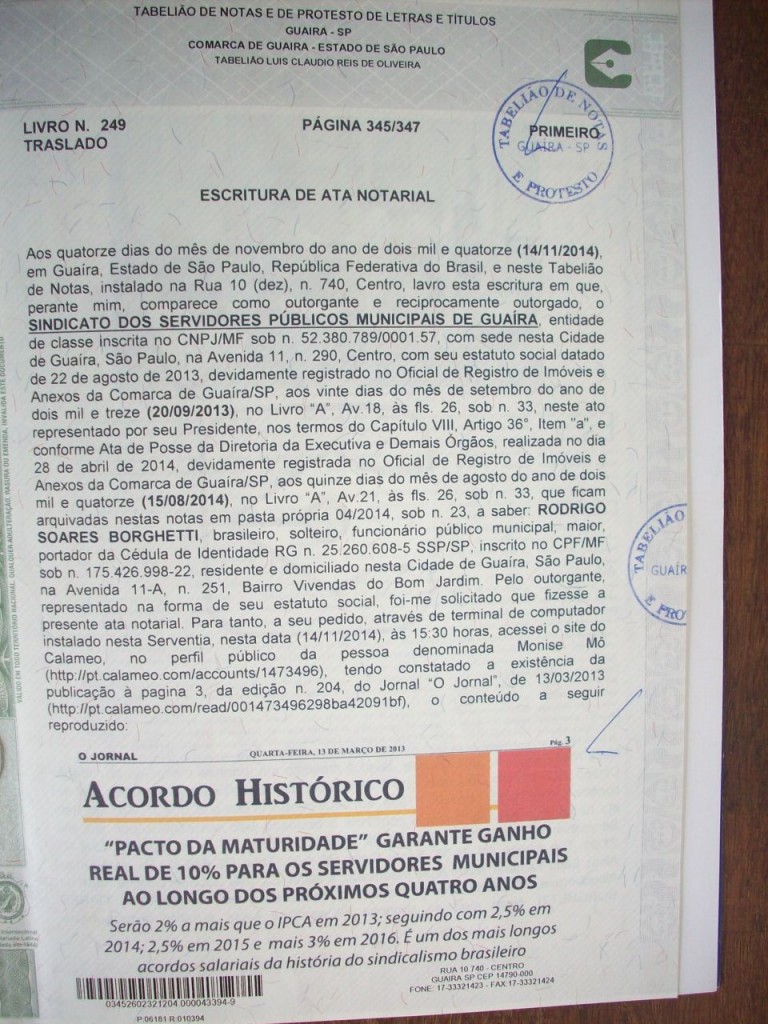 TABELIÃO DE NOTAS E DE PROTESTO DE LETRAS E TÍTULOS
GUAIRA - SP
COMARCA DE GUAIRA - ESTADO DE SÃO PAULO
TABELIÃO LUIS CLAUDIO REIS DE OLIVEIRA
LIVRO N. 249
PÁGINA 345/347
TRASLADO
TABELIÃO DE NOTAS
PRIMEIRO
GUAÍRA - SP
E PROTESTO
ESCRITURA DE ATA NOTARIAL
Aos quatorze dias do mês de novembro do ano de dois mil e quatorze (14/11/2014),
em Guaíra, Estado de São Paulo, República Federativa do Brasil, e neste Tabelião
de Notas, instalado na Rua 10 (dez), n. 740, Centro, lavro esta escritura em que,
perante mim, comparece como outorgante e reciprocamente outorgado, o
SINDICATO DOS SERVIDORES PÚBLICOS MUNICIPAIS DE GUAÍRA, entidade
de classe inscrita no CNPJ/MF sob n. 52.380.789/0001.57, com sede nesta Cidade
de Guaíra, São Paulo, na Avenida 11, n. 290, Centro, com seu estatuto social datado
de 22 de agosto de 2013, devidamente registrado no Oficial de Registro de Imóveis e
Anexos da Comarca de Guaíra/SP, aos vinte dias do mês de setembro do ano de
dois mil e treze (20/09/2013), no Livro “A”, Av.18, às fls. 26, sob n. 33, neste ato
representado por seu Presidente, nos termos do Capítulo VIII, Artigo 36°, Item "a", e
conforme Ata de Posse da Diretoria da Executiva e Demais Órgãos, realizada no dia
28 de abril de 2014, devidamente registrada no Oficial de Registro de Imóveis e
Anexos da Comarca de Guaíra/SP, aos quinze dias do mês de agosto do ano de dois
mil e quatorze (15/08/2014), no Livro “A”, Av.21, às fls. 26, sob n. 33, que ficam
arquivadas nestas notas em pasta própria 04/2014, sob n. 23, a saber: RODRIGO
SOARES BORGHETTI, brasileiro, solteiro, funcionário público municipal, maior,
portador da Cédula de Identidade RG n. 25.260.608-5 SSP/SP, inscrito no CPF/MF
sob n. 175.426.998-22, residente e domiciliado nesta Cidade de Guaíra, São Paulo,
na Avenida 11-A, n. 251, Bairro Vivendas do Bom Jardim. Pelo outorgante,
representado na forma de seu estatuto social, foi-me solicitado que fizesse a
presente ata notarial. Para tanto, a seu pedido, através de terminal de computador
instalado nesta Serventia, nesta data (14/11/2014), às 15:30 horas, acessei o site do
Calameo, no perfil público da pessoa denominada Monise Mó
(http://pt.calameo.com/accounts/1473496), tendo constatado a existência da
publicação à pagina 3, da edição n. 204, do Jornal “O Jornal”, de 13/03/2013
(http://pt.calameo.com/read/001473496298ba42091bf), o conteúdo a seguir
reproduzido:
TABELIÃO
GUAÍR
E PRO
O JORNAL
QUARTA-FEIRA, 13 DE MARÇO DE 2013
Pág. 3
ACORDO HISTÓRICO
“PACTO DA MATURIDADE” GARANTE GANHO
REAL DE 10% PARA OS SERVIDORES MUNICIPAIS
AO LONGO DOS PRÓXIMOS QUATRO ANOS
Serão 2% a mais que o IPCA em 2013; seguindo com 2,5% em
2014; 2,5% em 2015 e mais 3% em 2016. É um dos mais longos
acordos salariais da história do sindicalismo brasileiro
RUA 10 740 - CENTRO
GUAIRA SP CEP 14790.000
FONE: 17-33321423 - FAX:17-33321424
03452602321204.000043394-9
P:06181 R:010394